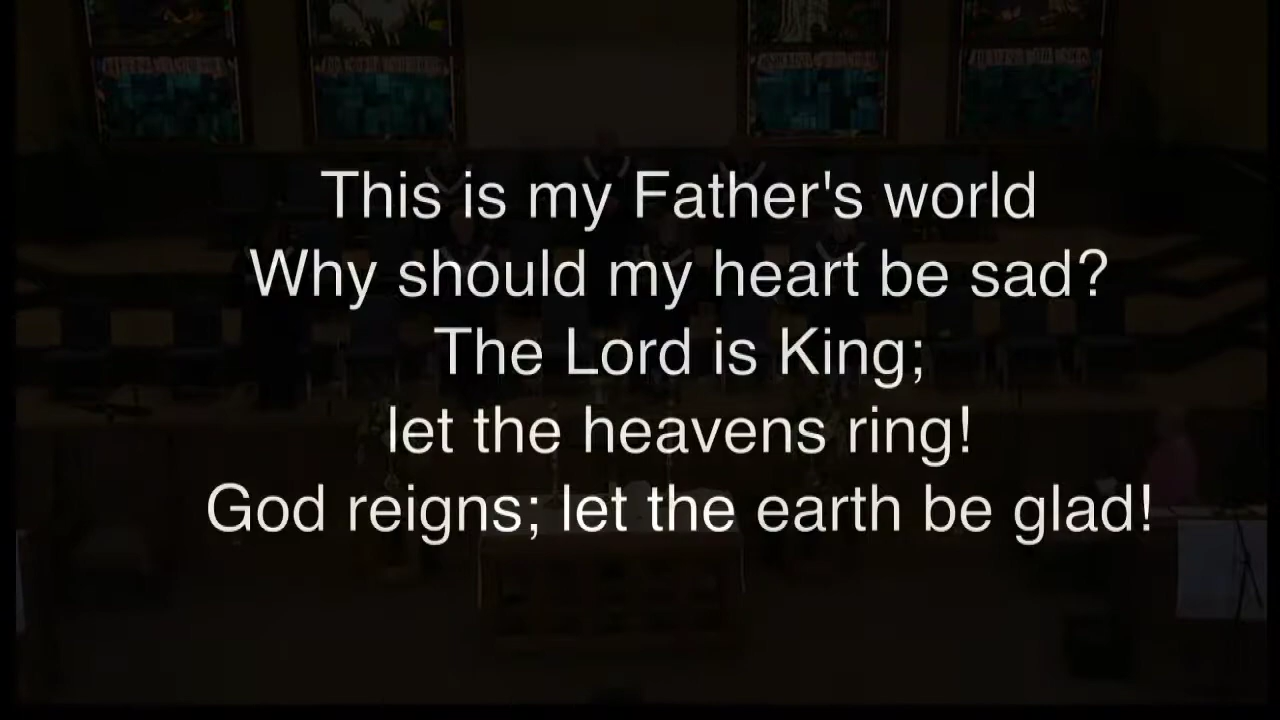 This is my Father's world
Why should my heart be sad?
The Lord is King;
let the heavens ring!
God reigns; let the earth be glad!